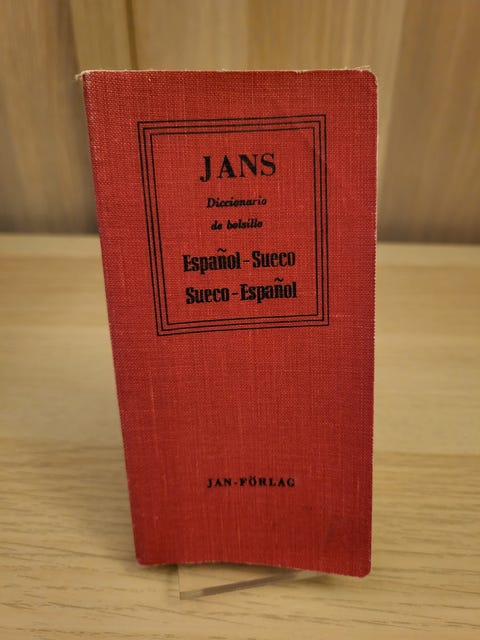 JANS
Diccionario
de bolsillo
Español-Sueco
Sueco-Español
JAN-FÖRLAG